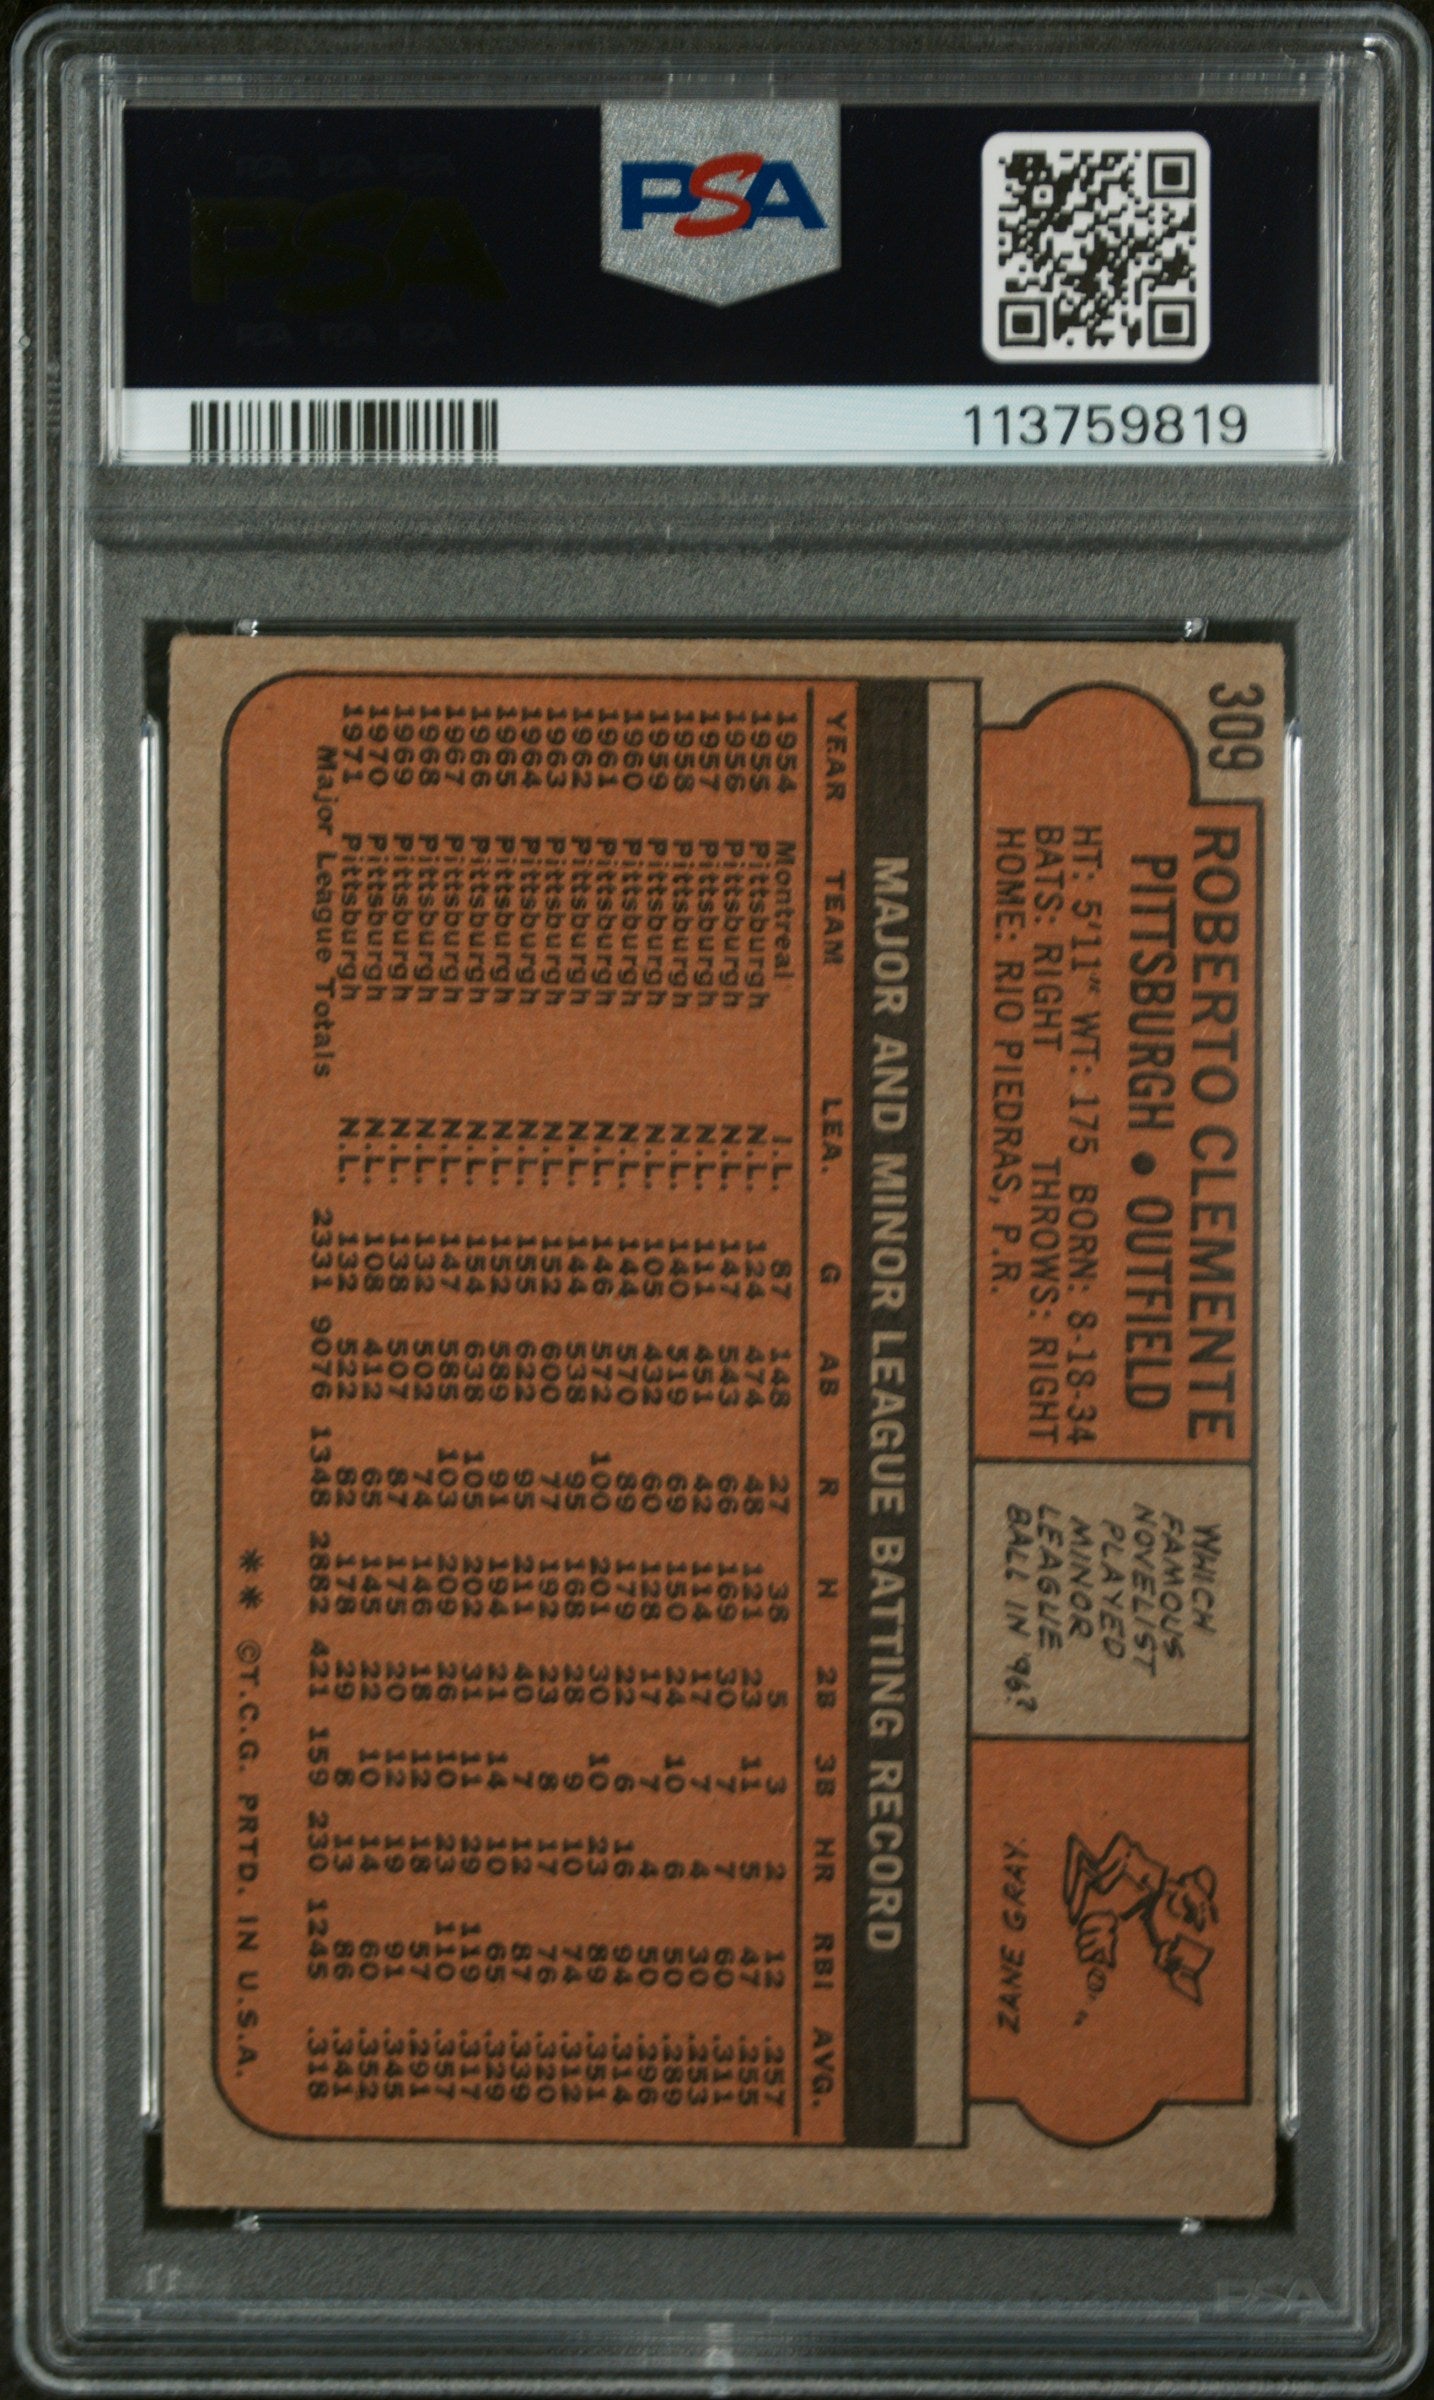 PSA PSA PSA
PSA
PSA PSA PSA
PSA
113759819
309
ROBERTO CLEMENTE
PITTSBURGH • OUTFIELD
HT: 5'11" WT: 175 BORN: 8-18-34
BATS: RIGHT THROWS: RIGHT
HOME: RIO PIEDRAS, P.R.
WHICH
FAMOUS
NOVELIST
PLAYED
MINOR
LEAGUE
BALL IN '96?
ZANE GRAY
MAJOR AND MINOR LEAGUE BATTING RECORD
YEAR TEAM LEA. G AB R H 2B 3B HR RBI AVG.
1954 Montreal I.L. 87 148 27 38 5 3 2 12 .257
1955 Pittsburgh N.L. 124 474 48 121 23 11 5 47 .255
1956 Pittsburgh N.L. 147 543 66 169 30 7 7 60 .311
1957 Pittsburgh N.L. 111 451 42 114 17 7 4 30 .253
1958 Pittsburgh N.L. 140 519 69 150 24 10 6 50 .289
1959 Pittsburgh N.L. 105 432 60 128 17 7 4 50 .296
1960 Pittsburgh N.L. 144 570 89 179 22 6 16 94 .314
1961 Pittsburgh N.L. 146 572 100 201 30 10 23 89 .351
1962 Pittsburgh N.L. 144 538 95 168 28 9 10 74 .312
1963 Pittsburgh N.L. 152 600 77 192 23 8 17 76 .320
1964 Pittsburgh N.L. 155 622 95 211 40 7 12 87 .339
1965 Pittsburgh N.L. 152 589 91 194 21 14 10 65 .329
1966 Pittsburgh N.L. 154 638 105 202 31 11 29 119 .317
1967 Pittsburgh N.L. 147 585 103 209 26 10 23 110 .357
1968 Pittsburgh N.L. 132 502 74 146 18 12 18 57 .291
1969 Pittsburgh N.L. 138 507 87 175 20 12 19 91 .345
1970 Pittsburgh N.L. 108 412 65 145 22 10 14 60 .352
1971 Pittsburgh N.L. 132 522 82 178 29 8 13 86 .341
Major League Totals 2331 9076 1348 2882 421 159 230 1245 .318
** ©T.C.G. PRTD. IN U.S.A.
PSA